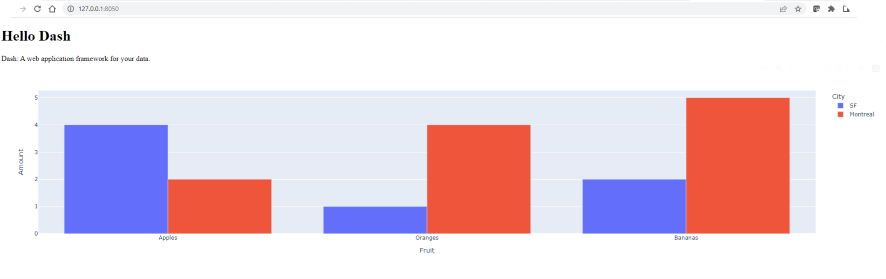 127.0.0.1:8050
Hello Dash
Dash: A web application framework for your data.
City
SF
Montreal
5
4
3
2
1
0
Amount
Apples
Oranges
Bananas
Fruit